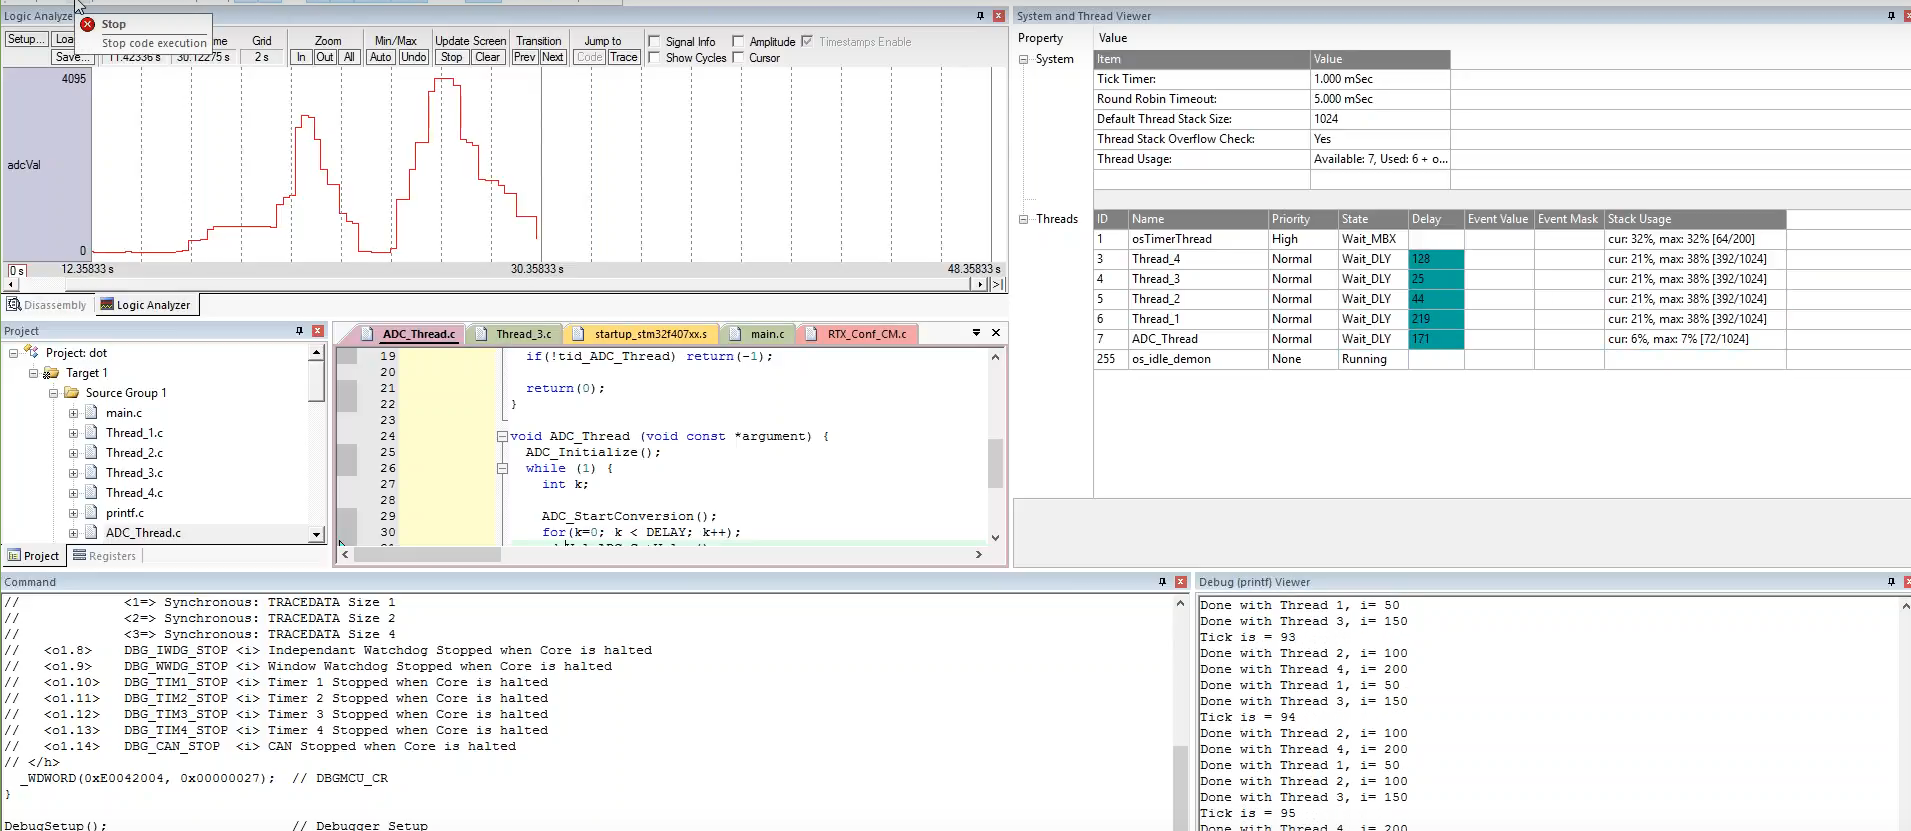 Logic Analyze
Stop
Stop code execution
Setup... Loa
Save...
me Grid Zoom Min/Max Update Screen Transition Jump to Signal Info Amplitude Timestamps Enable
11.42336 s 30.12275 s 2 s In Out All Auto Undo Stop Clear Prev Next Code Trace Show Cycles Cursor
4095
adcVal
0
0 s 12.35833 s 30.35833 s 48.35833 s
Disassembly Logic Analyzer
System and Thread Viewer
Property Value
System
Item Value
Tick Timer: 1.000 mSec
Round Robin Timeout: 5.000 mSec
Default Thread Stack Size: 1024
Thread Stack Overflow Check: Yes
Thread Usage: Available: 7, Used: 6 + o...
Threads
ID Name Priority State Delay Event Value Event Mask Stack Usage
1 osTimerThread High Wait_MBX cur: 32%, max: 32% [64/200]
3 Thread_4 Normal Wait_DLY 128 cur: 21%, max: 38% [392/1024]
4 Thread_3 Normal Wait_DLY 25 cur: 21%, max: 38% [392/1024]
5 Thread_2 Normal Wait_DLY 44 cur: 21%, max: 38% [392/1024]
6 Thread_1 Normal Wait_DLY 219 cur: 21%, max: 38% [392/1024]
7 ADC_Thread Normal Wait_DLY 171 cur: 6%, max: 7% [72/1024]
255 os_idle_demon None Running
Project
Project: dot
Target 1
Source Group 1
main.c
Thread_1.c
Thread_2.c
Thread_3.c
Thread_4.c
printf.c
ADC_Thread.c
Project Registers
ADC_Thread.c Thread_3.c startup_stm32f407xx.s main.c RTX_Conf_CM.c
19 if(!tid_ADC_Thread) return(-1);
20
21 return(0);
22 }
23
24 void ADC_Thread (void const *argument) {
25 ADC_Initialize();
26 while (1) {
27 int k;
28
29 ADC_StartConversion();
30 for(k=0; k < DELAY; k++);
Command
// <1=> Synchronous: TRACEDATA Size 1
// <2=> Synchronous: TRACEDATA Size 2
// <3=> Synchronous: TRACEDATA Size 4
// <o1.8> DBG_IWDG_STOP <i> Independant Watchdog Stopped when Core is halted
// <o1.9> DBG_WWDG_STOP <i> Window Watchdog Stopped when Core is halted
// <o1.10> DBG_TIM1_STOP <i> Timer 1 Stopped when Core is halted
// <o1.11> DBG_TIM2_STOP <i> Timer 2 Stopped when Core is halted
// <o1.12> DBG_TIM3_STOP <i> Timer 3 Stopped when Core is halted
// <o1.13> DBG_TIM4_STOP <i> Timer 4 Stopped when Core is halted
// <o1.14> DBG_CAN_STOP <i> CAN Stopped when Core is halted
// </h>
_WDWORD(0xE0042004, 0x00000027); // DBGMCU_CR
}
DebugSetup(); // Debugger Setup
Debug (printf) Viewer
Done with Thread 1, i= 50
Done with Thread 3, i= 150
Tick is = 93
Done with Thread 2, i= 100
Done with Thread 4, i= 200
Done with Thread 1, i= 50
Done with Thread 3, i= 150
Tick is = 94
Done with Thread 2, i= 100
Done with Thread 4, i= 200
Done with Thread 1, i= 50
Done with Thread 2, i= 100
Done with Thread 3, i= 150
Tick is = 95
Done with Thread 4, i= 200